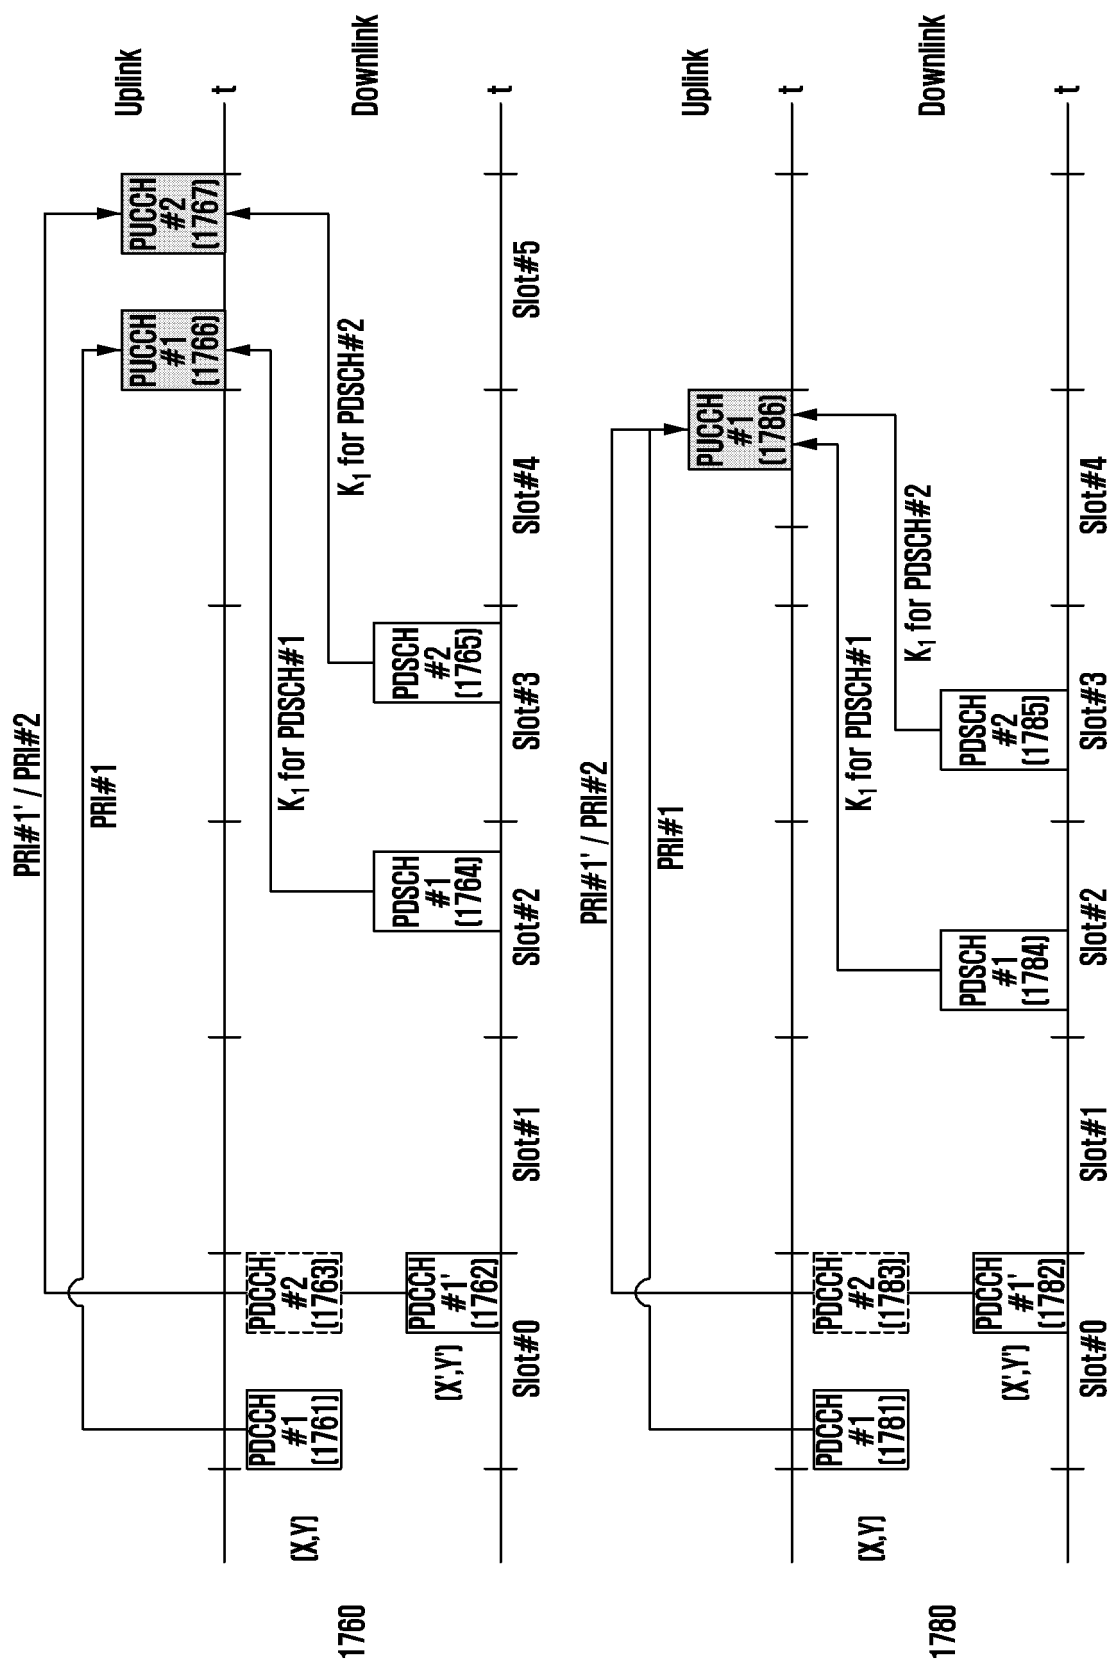 1760
Uplink
Downlink
t
t
PRI#1' / PRI#2
PRI#1
PUCCH
#1
(1766)
PUCCH
#2
(1767)
(X,Y)
PDCCH
#1
(1761)
PDCCH
#2
(1763)
K1 for PDSCH#1
K1 for PDSCH#2
(X',Y')
PDCCH
#1'
(1762)
PDSCH
#1
(1764)
PDSCH
#2
(1765)
Slot#0
Slot#1
Slot#2
Slot#3
Slot#4
Slot#5
1780
Uplink
Downlink
t
t
PRI#1' / PRI#2
PRI#1
PUCCH
#1
(1786)
(X,Y)
PDCCH
#1
(1781)
PDCCH
#2
(1783)
K1 for PDSCH#1
K1 for PDSCH#2
(X',Y')
PDCCH
#1'
(1782)
PDSCH
#1
(1784)
PDSCH
#2
(1785)
Slot#0
Slot#1
Slot#2
Slot#3
Slot#4